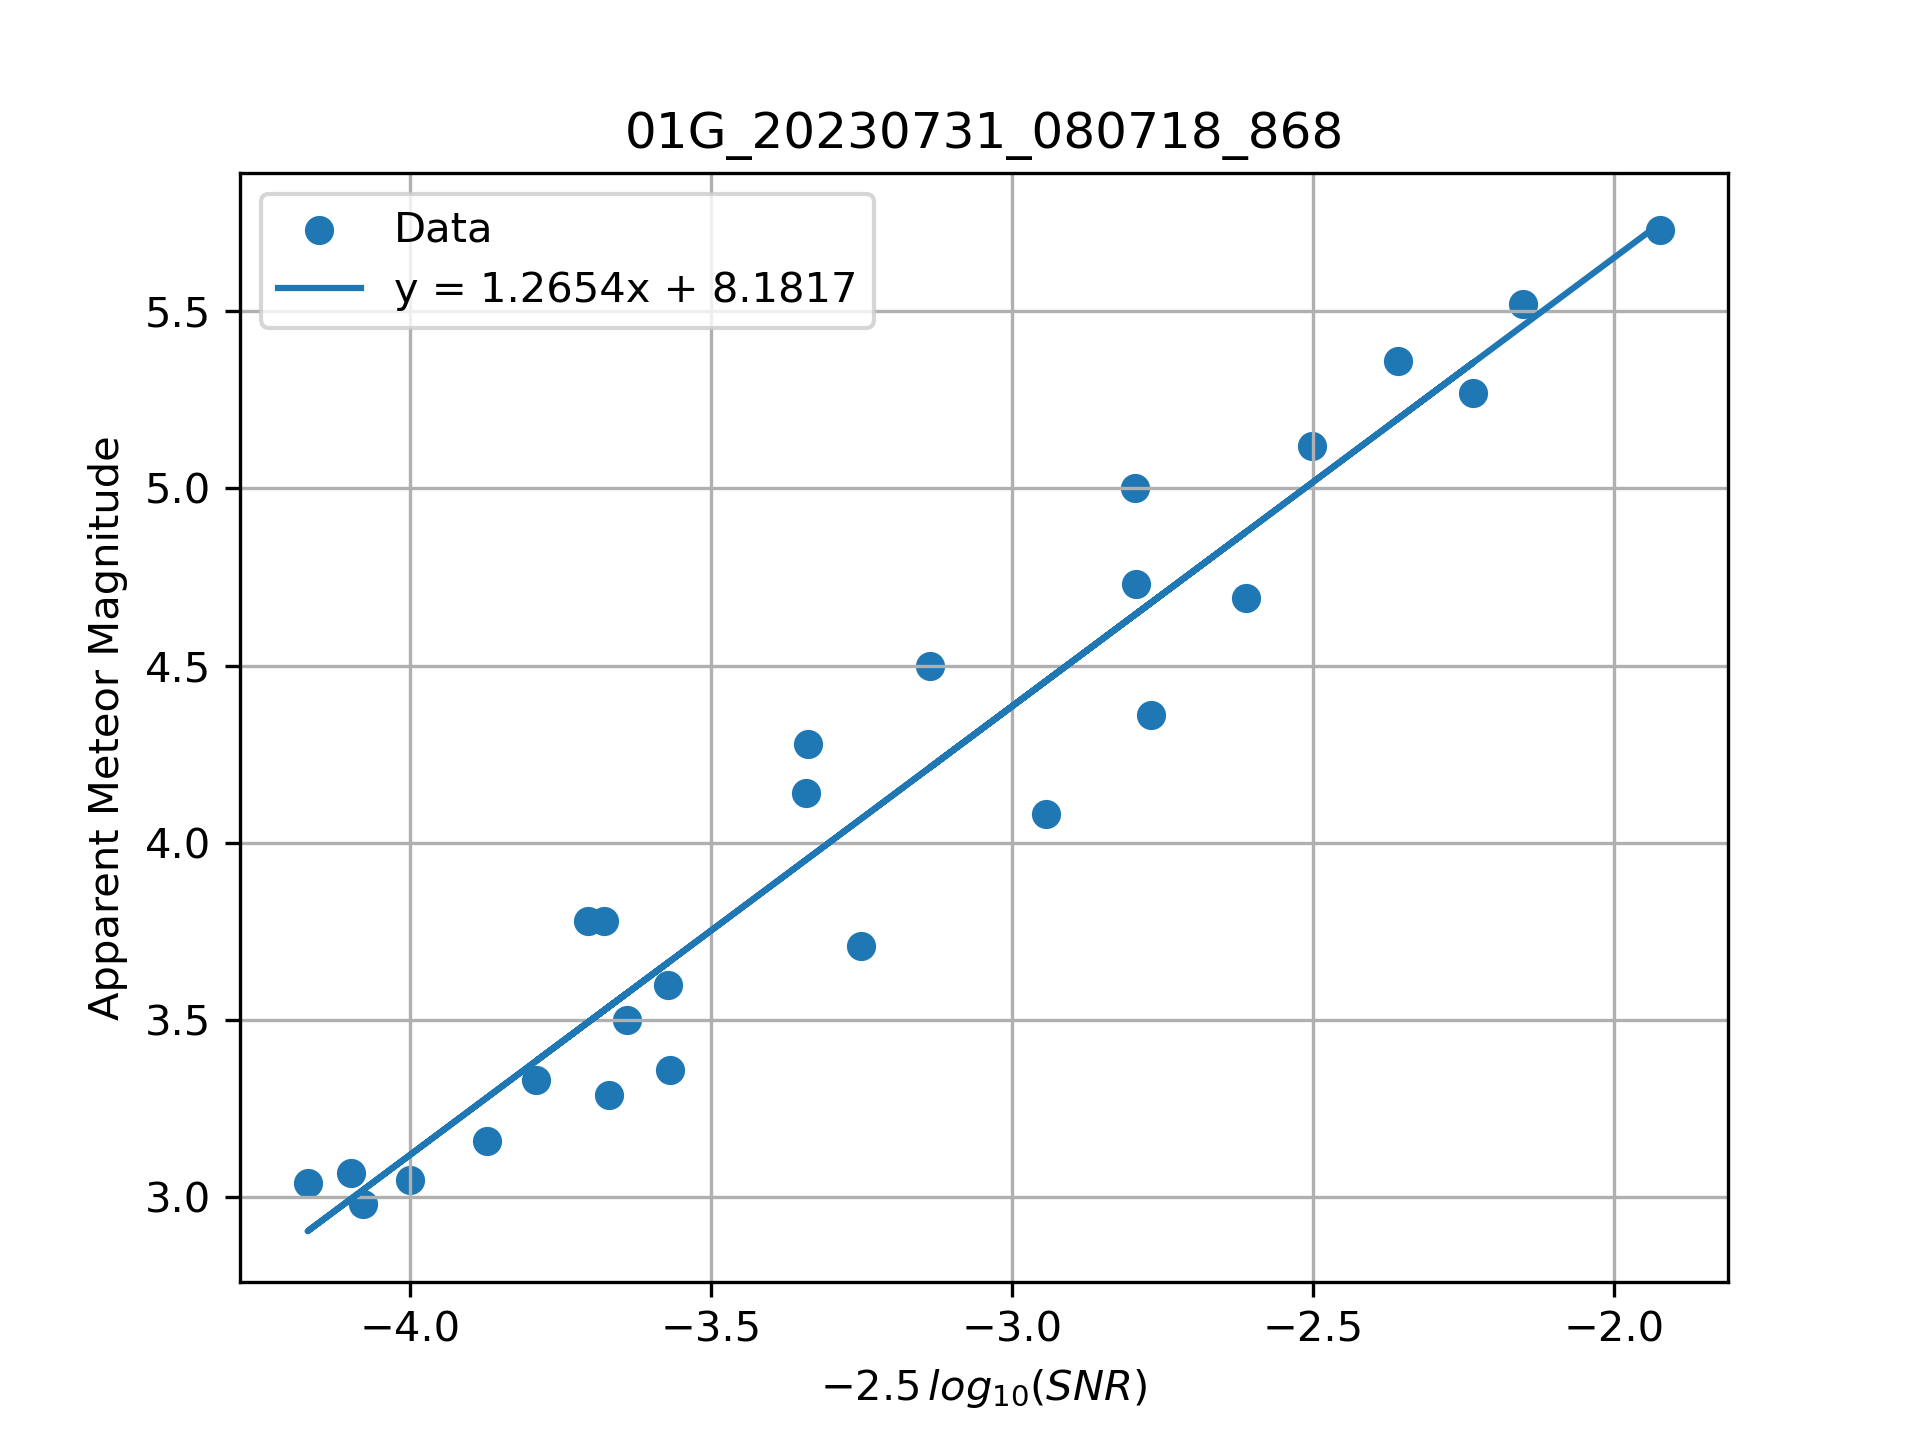 01G_20230731_080718_868
Data
y = 1.2654x + 8.1817
Apparent Meteor Magnitude
5.5
5.0
4.5
4.0
3.5
3.0
−4.0 −3.5 −3.0 −2.5 −2.0
−2.5 log₁₀(SNR)